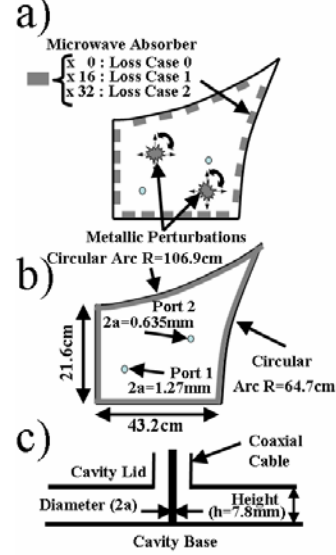 a)
Microwave Absorber
x 0 : Loss Case 0
x 16 : Loss Case 1
x 32 : Loss Case 2
Metallic Perturbations
b)
Circular Arc R=106.9cm
Port 2
2a=0.635mm
21.6cm
Port 1
2a=1.27mm
Circular
Arc R=64.7cm
43.2cm
c)
Coaxial
Cable
Cavity Lid
Diameter (2a)
Height
(h=7.8mm)
Cavity Base